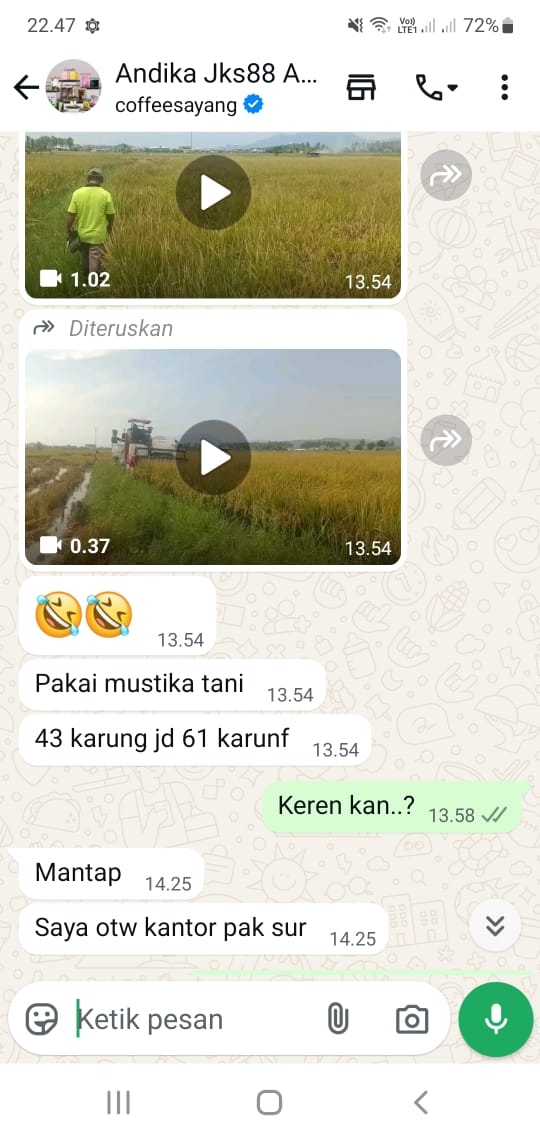 22.47
Vo) LTE1 72%
Andika Jks88 A...
coffeesayang
1.02 13.54
Diteruskan
0.37 13.54
13.54
Pakai mustika tani 13.54
43 karung jd 61 karunf 13.54
Keren kan..? 13.58
Mantap 14.25
Saya otw kantor pak sur 14.25
Ketik pesan